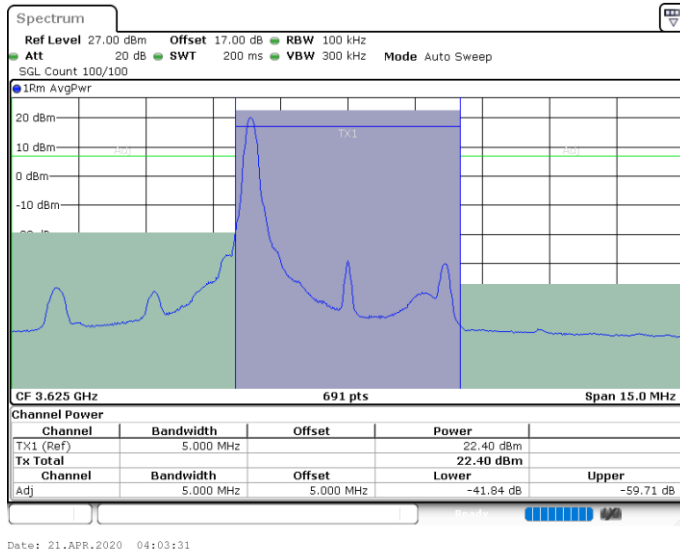 Spectrum
Ref Level 27.00 dBm Offset 17.00 dB RBW 100 kHz
Att 20 dB SWT 200 ms VBW 300 kHz Mode Auto Sweep
SGL Count 100/100
1Rm AvgPwr
20 dBm
TX1
10 dBm
Adj Adj
0 dBm
-10 dBm
CF 3.625 GHz 691 pts Span 15.0 MHz
Channel Power
Channel Bandwidth Offset Power
TX1 (Ref) 5.000 MHz 22.40 dBm
Tx Total 22.40 dBm
Channel Bandwidth Offset Lower Upper
Adj 5.000 MHz 5.000 MHz -41.84 dB -59.71 dB
Ready
Date: 21.APR.2020 04:03:31